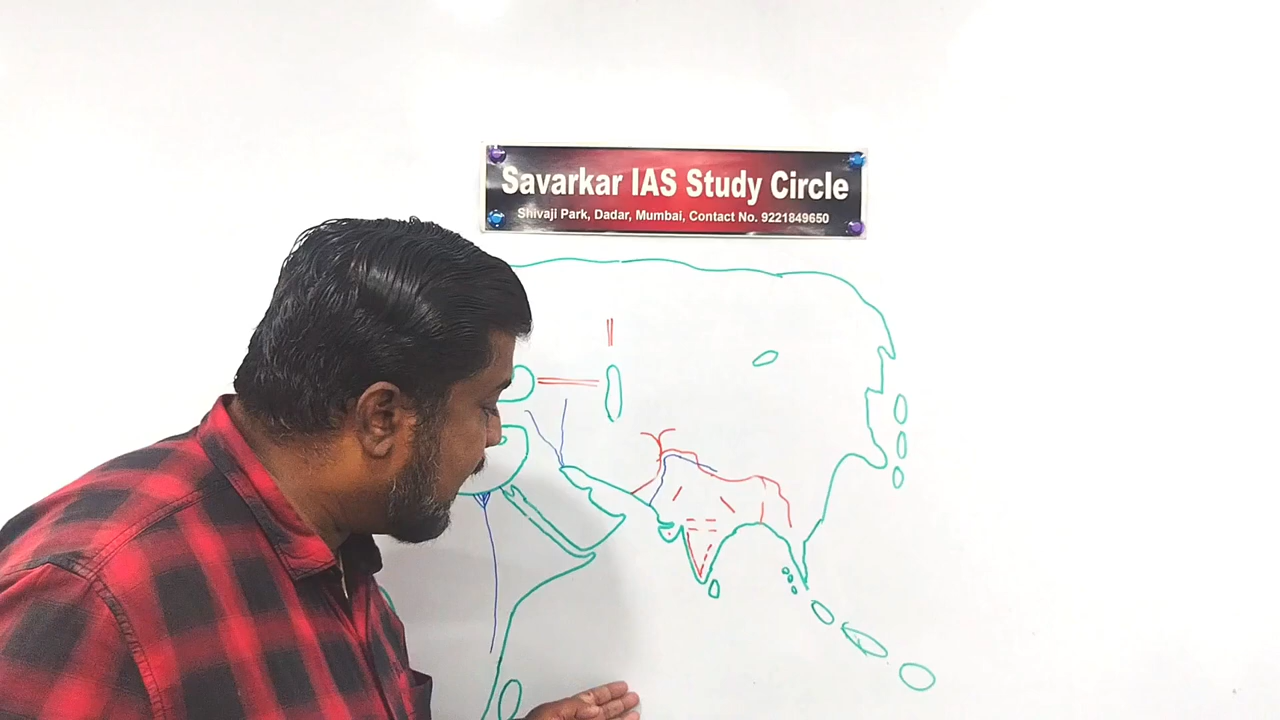 Savarkar IAS Study Circle
Shivaji Park, Dadar, Mumbai, Contact No. 9221849650